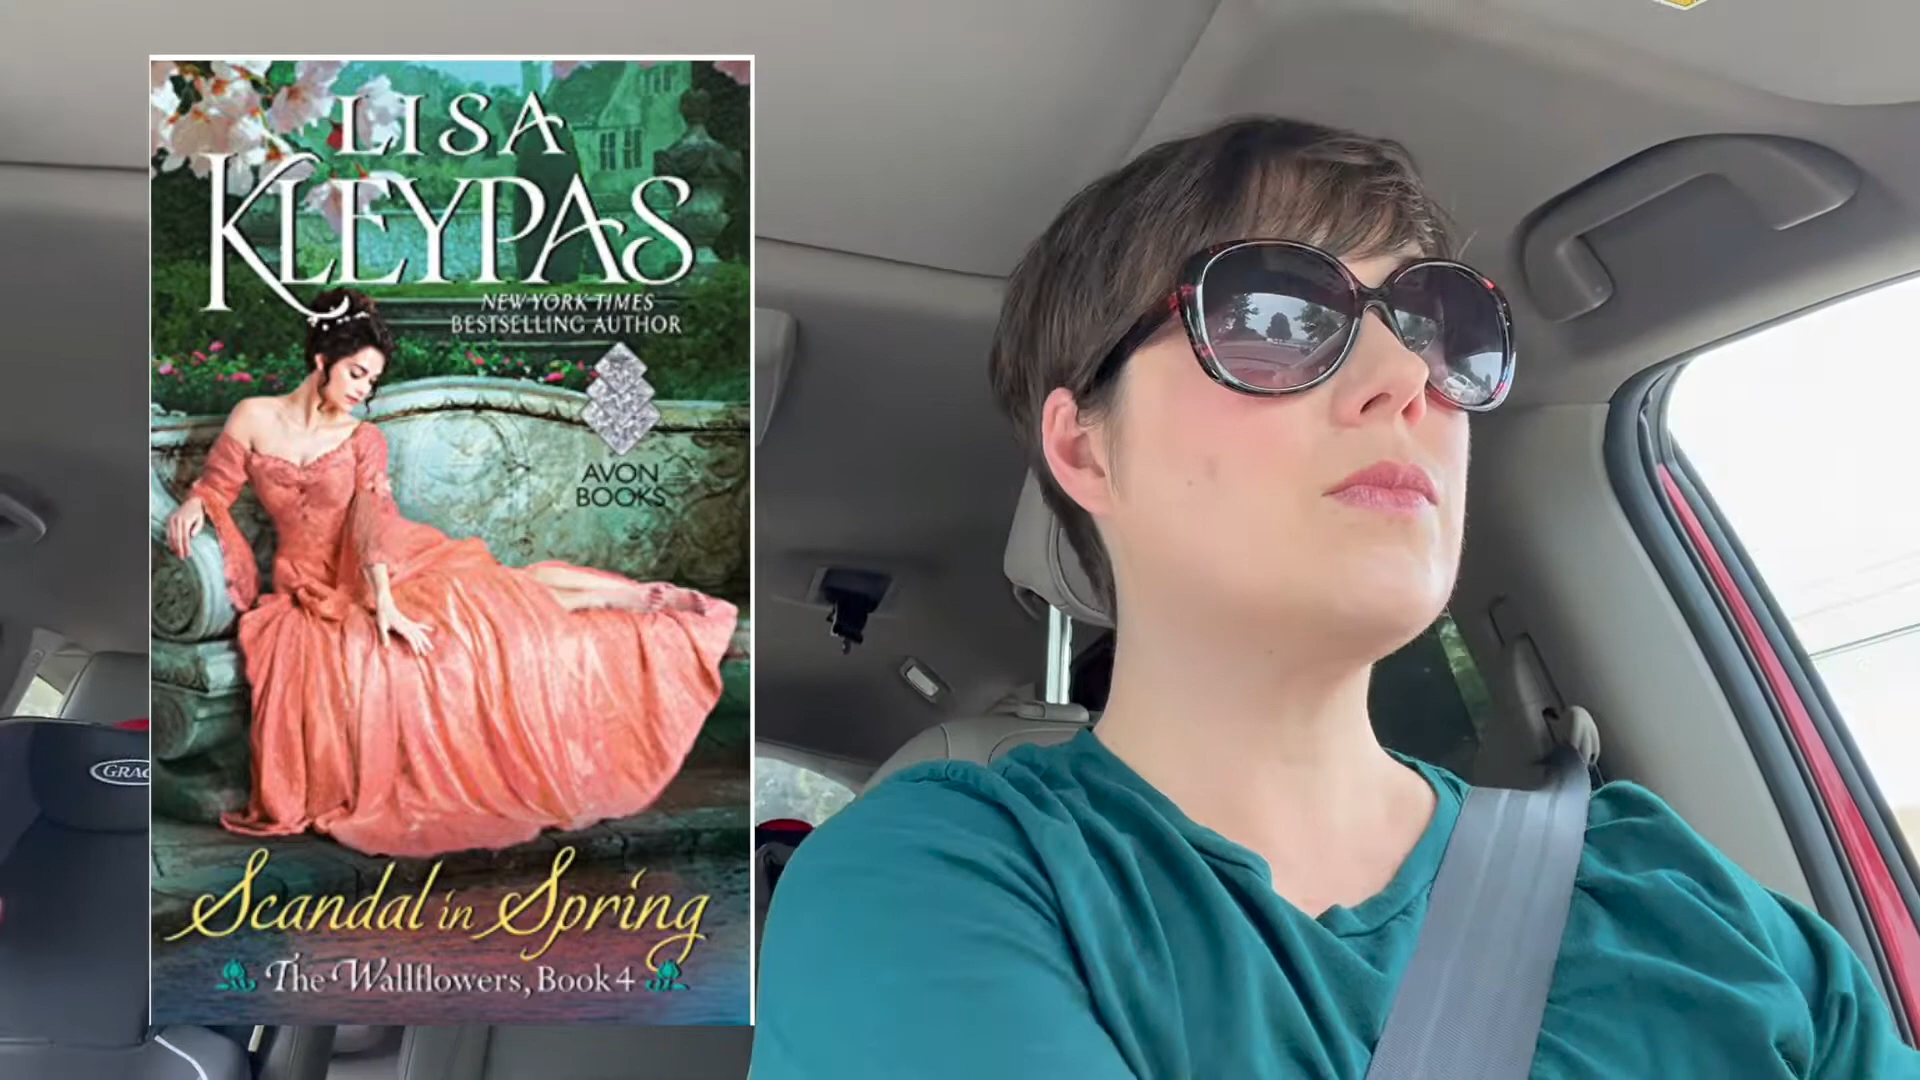 LISA
KLEYPAS
NEW YORK TIMES
BESTSELLING AUTHOR
AVON
BOOKS
Scandal in Spring
The Wallflowers, Book 4